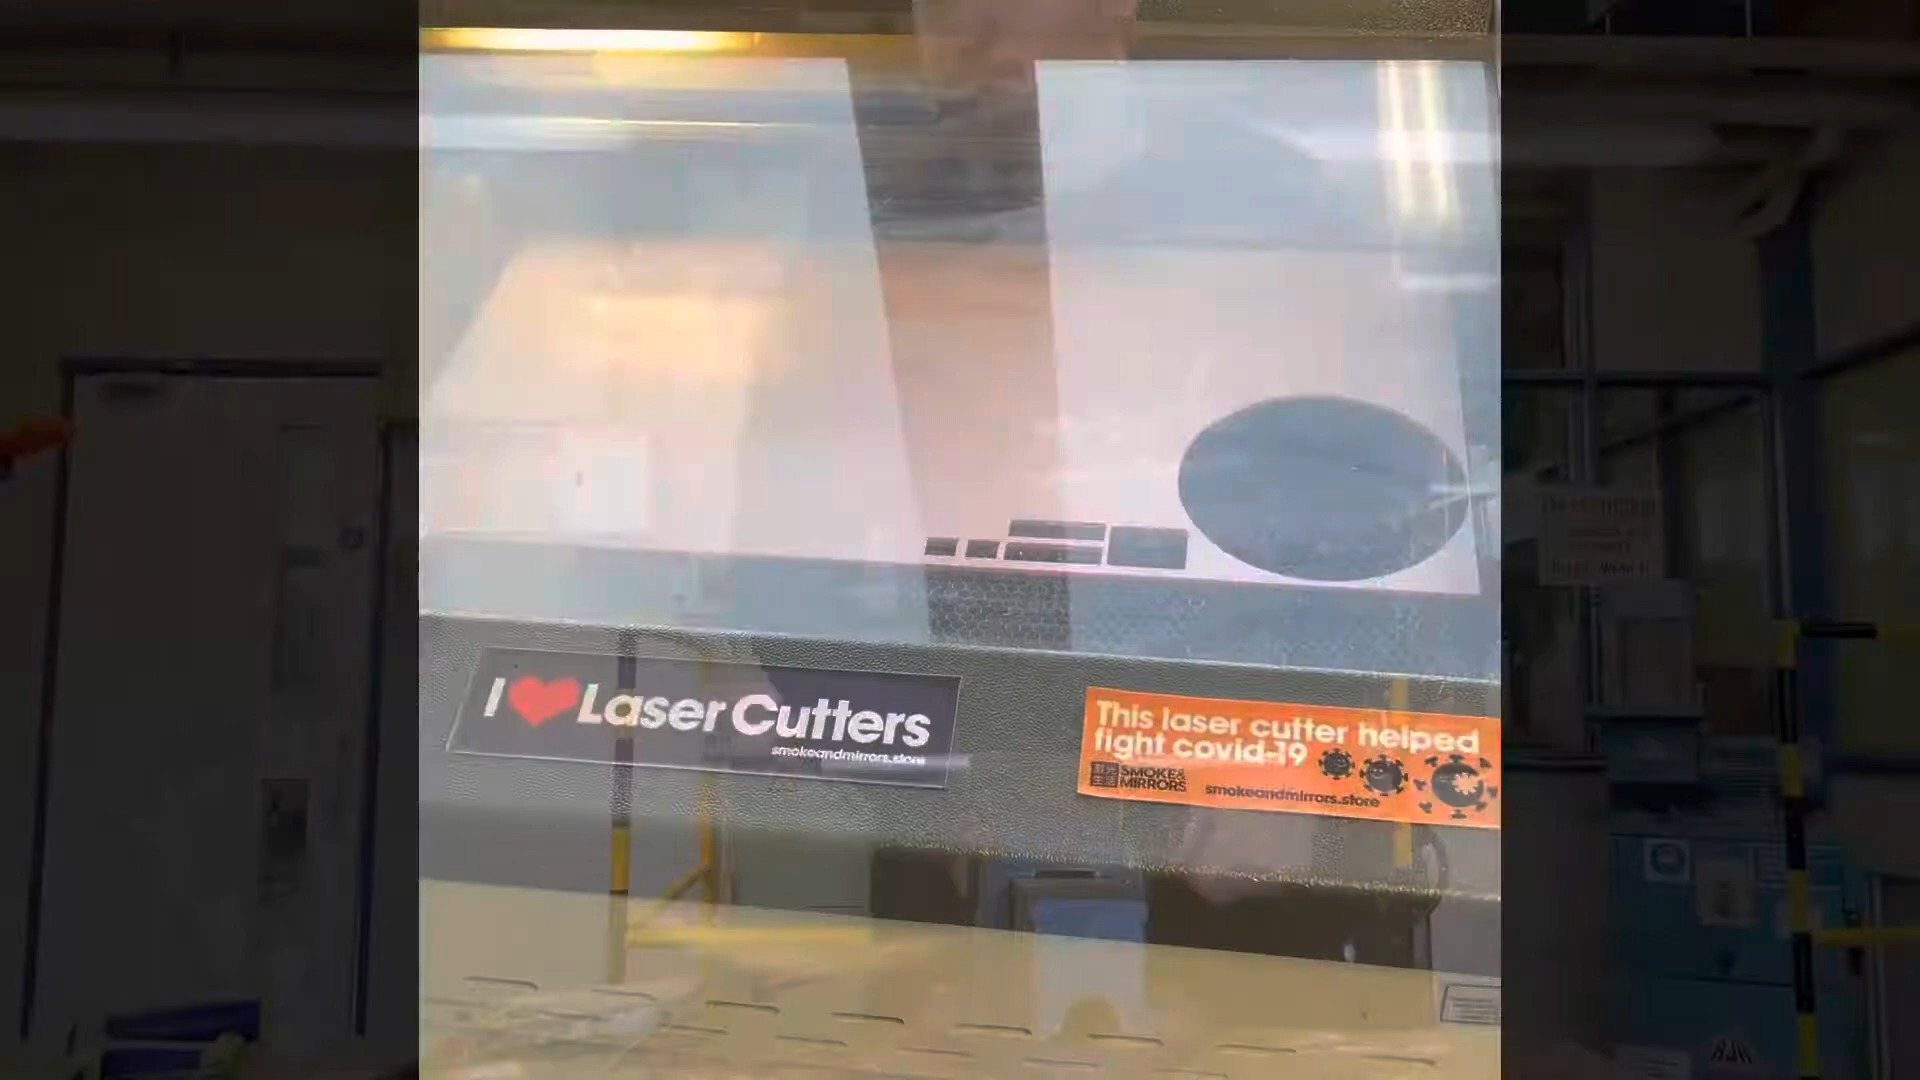 I ❤ Laser Cutters
smokeandmirrors.store
This laser cutter helped
fight covid-19
SMOKE&
MIRRORS
smokeandmirrors.store